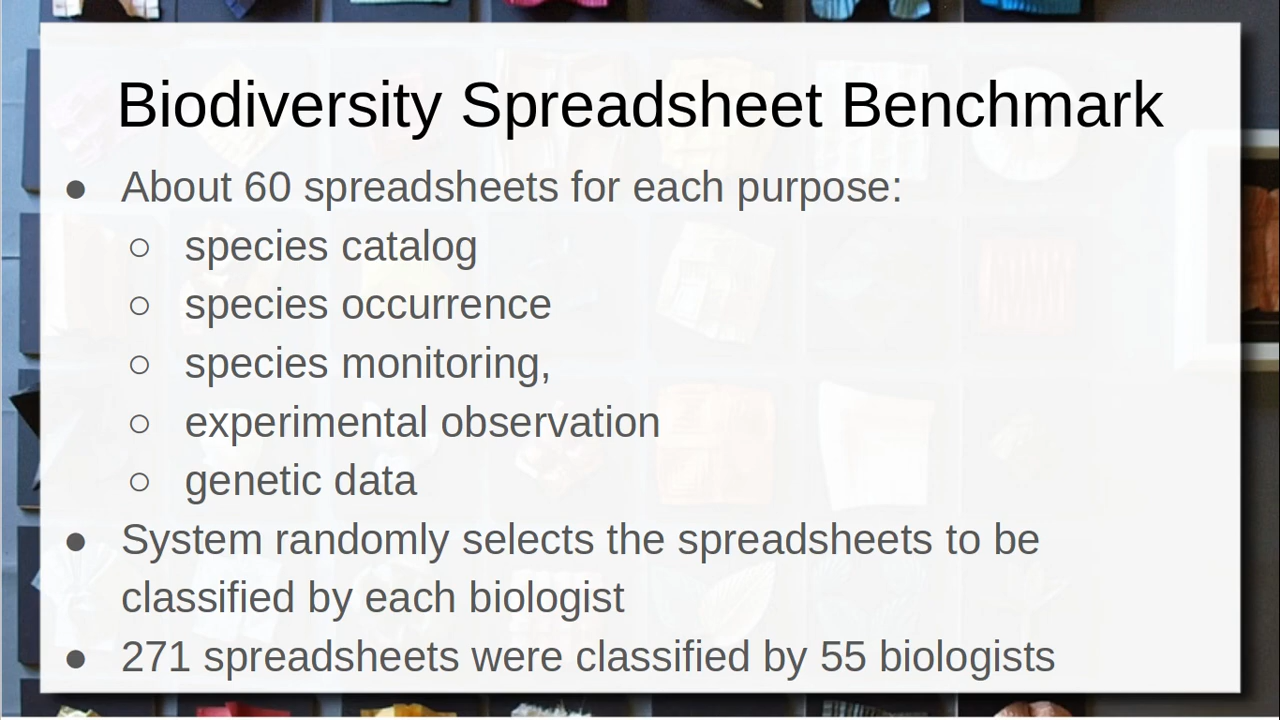 Biodiversity Spreadsheet Benchmark
● About 60 spreadsheets for each purpose:
○ species catalog
○ species occurrence
○ species monitoring,
○ experimental observation
○ genetic data
● System randomly selects the spreadsheets to be
classified by each biologist
● 271 spreadsheets were classified by 55 biologists